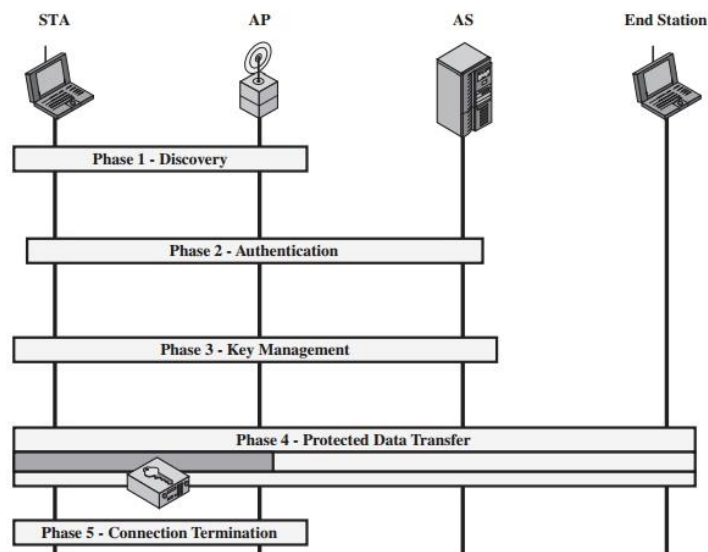 STA AP AS End Station
Phase 1 - Discovery
Phase 2 - Authentication
Phase 3 - Key Management
Phase 4 - Protected Data Transfer
Phase 5 - Connection Termination